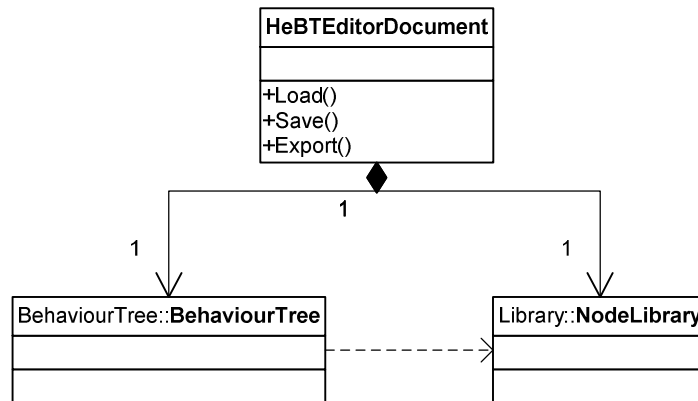 HeBTEditorDocument
+Load()
+Save()
+Export()
1
1
1
BehaviourTree::BehaviourTree
Library::NodeLibrary